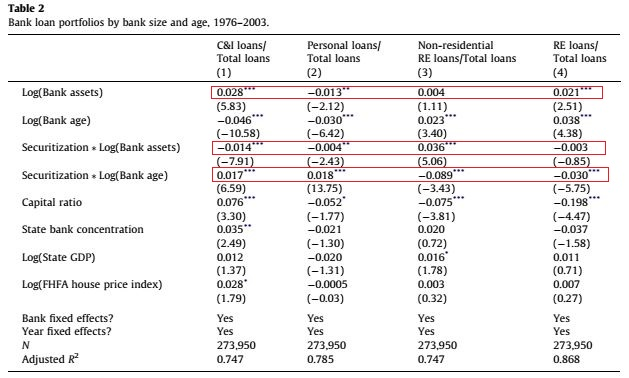 Table 2
Bank loan portfolios by bank size and age, 1976–2003.
C&I loans/ Personal loans/ Non-residential RE loans/
Total loans Total loans RE loans/Total loans Total loans
(1) (2) (3) (4)
Log(Bank assets) 0.028*** −0.013** 0.004 0.021***
(5.83) (−2.12) (1.11) (2.51)
Log(Bank age) −0.046*** −0.030*** 0.023*** 0.038***
(−10.58) (−6.42) (3.40) (4.38)
Securitization * Log(Bank assets) −0.014*** −0.004** 0.036*** −0.003
(−7.91) (−2.43) (5.06) (−0.85)
Securitization * Log(Bank age) 0.017*** 0.018*** −0.089*** −0.030***
(6.59) (13.75) (−3.43) (−5.75)
Capital ratio 0.076*** −0.052* −0.075*** −0.198***
(3.30) (−1.77) (−3.81) (−4.47)
State bank concentration 0.035** −0.021 0.020 −0.037
(2.49) (−1.30) (0.72) (−1.58)
Log(State GDP) 0.012 −0.020 0.016* 0.011
(1.37) (−1.31) (1.78) (0.71)
Log(FHFA house price index) 0.028* −0.0005 0.003 0.007
(1.79) (−0.03) (0.32) (0.27)
Bank fixed effects? Yes Yes Yes Yes
Year fixed effects? Yes Yes Yes Yes
N 273,950 273,950 273,950 273,950
Adjusted R² 0.747 0.785 0.747 0.868